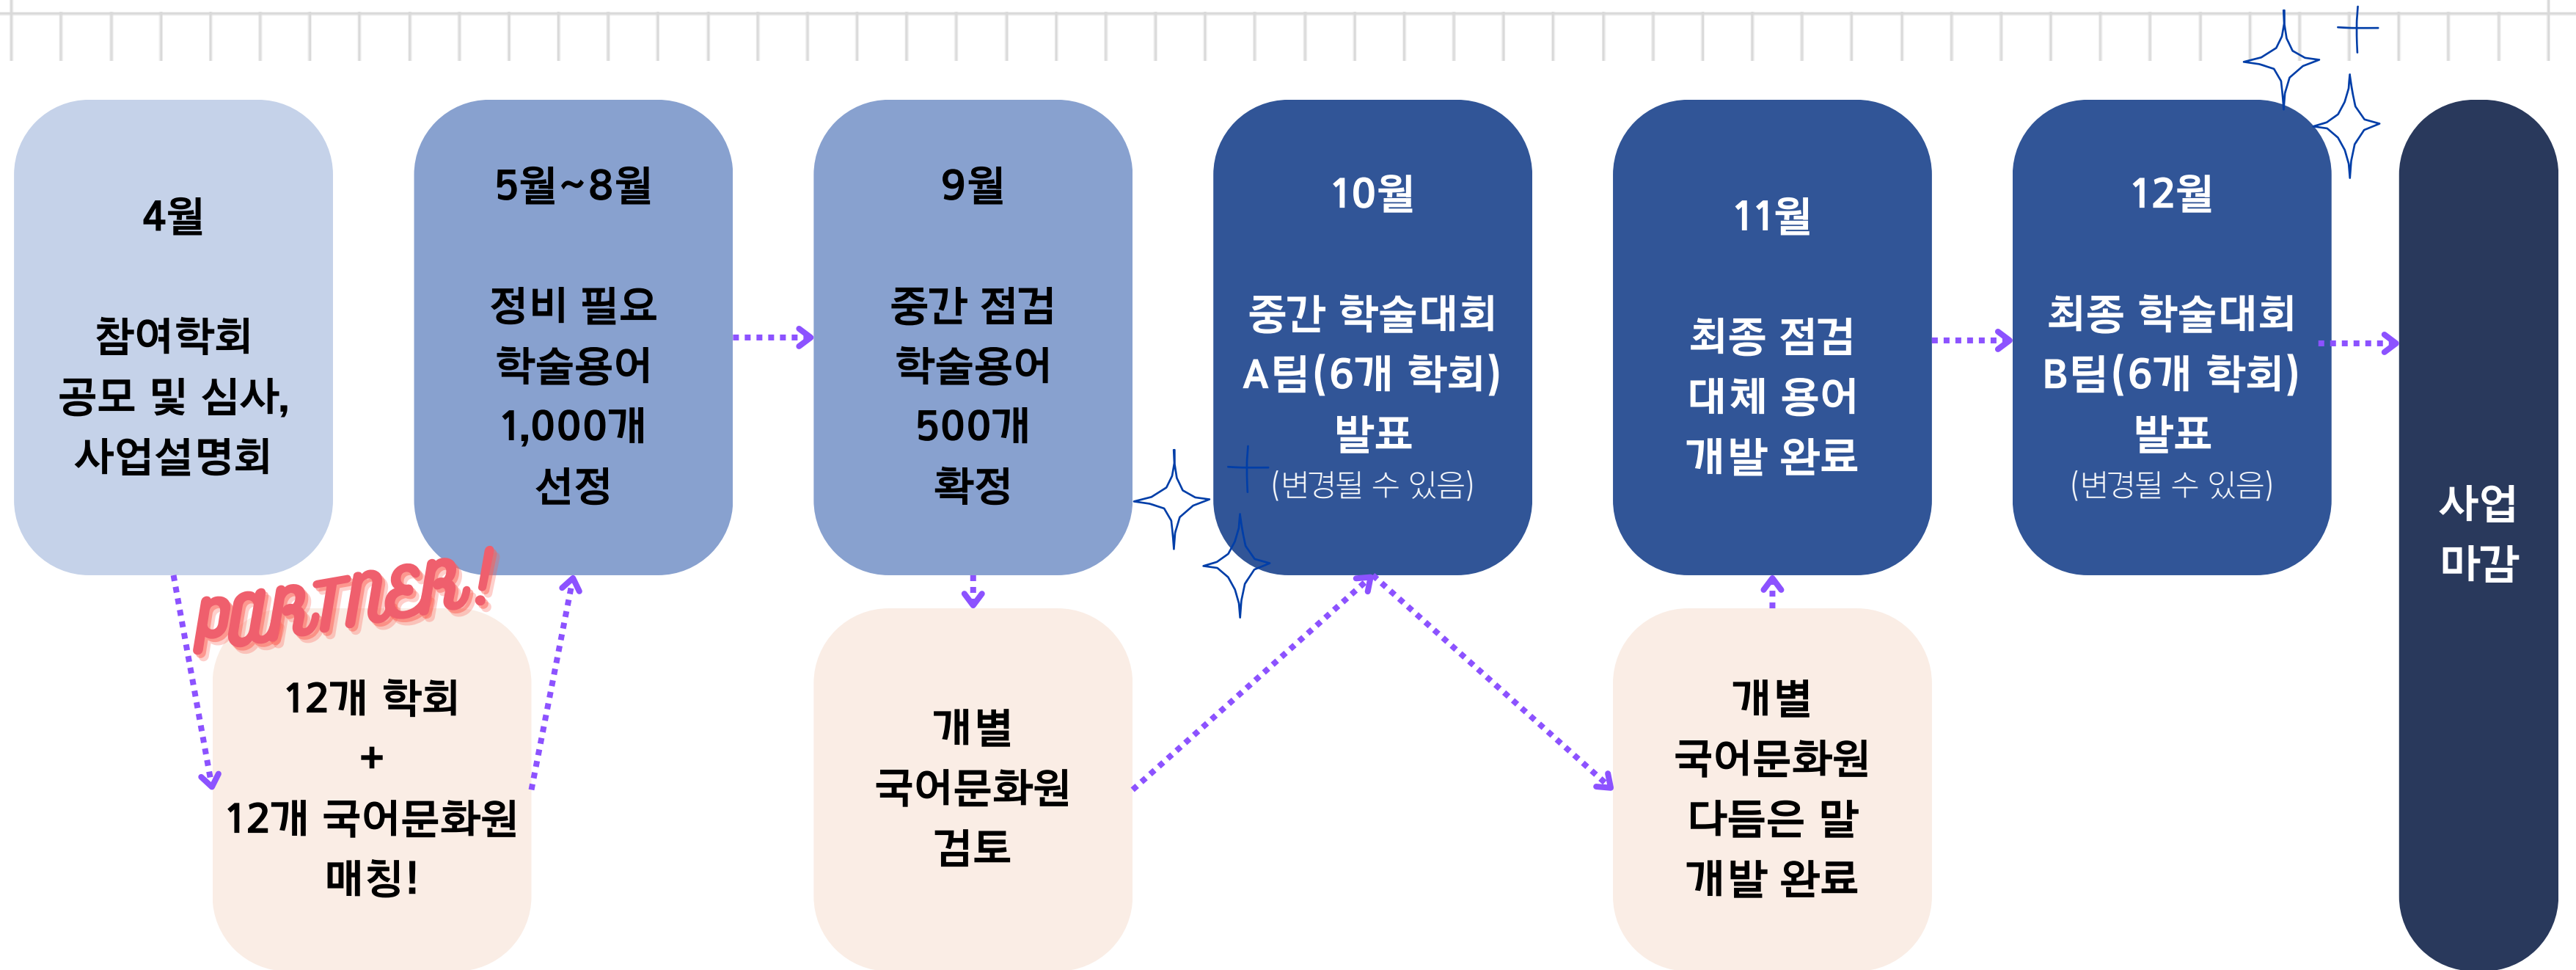 4월
참여학회
공모 및 심사,
사업설명회
PARTNER!
12개 학회
+
12개 국어문화원
매칭!
5월~8월
정비 필요
학술용어
1,000개
선정
9월
중간 점검
학술용어
500개
확정
개별
국어문화원
검토
10월
중간 학술대회
A팀(6개 학회)
발표
(변경될 수 있음)
11월
최종 점검
대체 용어
개발 완료
개별
국어문화원
다듬은 말
개발 완료
12월
최종 학술대회
B팀(6개 학회)
발표
(변경될 수 있음)
사업
마감